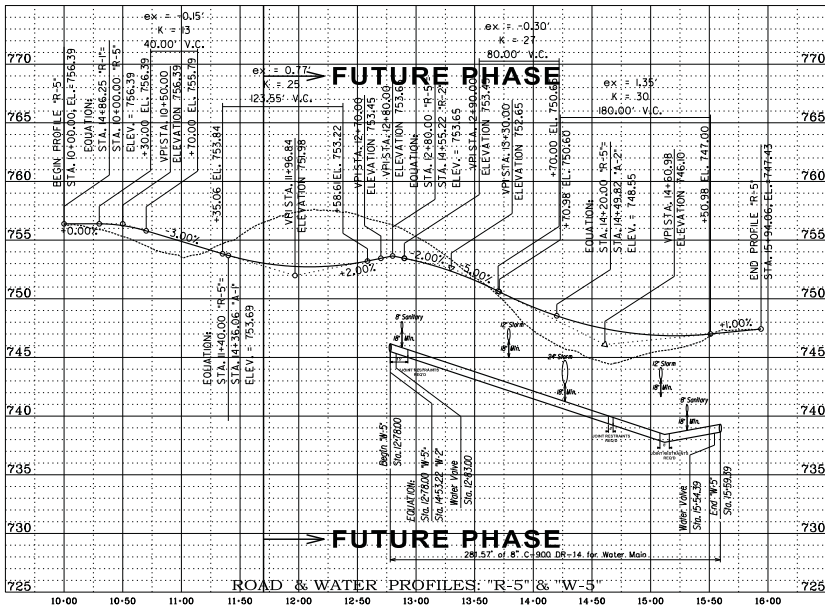 ex = -0.15'
K = 13
40.00' V.C.
ex = -0.30'
K = 27
80.00' V.C.
ex = 0.77'
K = 25
123.55' V.C.
FUTURE PHASE
ex = 1.35'
K = 30
180.00' V.C.
770
765
760
755
750
745
740
735
730
725
BEGIN PROFILE "R-5"
STA. 10+00.00, EL.=756.39
EQUATION:
STA. 14+86.25 "R-1"=
STA. 10+00.00 "R-5"
ELEV. = 756.39
+30.00 EL. 756.39
VPI STA. 10+50.00
ELEVATION 756.39
+70.00 EL. 755.79
+35.06 EL. 753.84
VPI STA. 11+96.84
ELEVATION 751.98
+58.61 EL. 753.22
VPI STA. 12+70.00
ELEVATION 753.45
VPI STA. 12+80.00
EQUATION:
STA. 12+80.00 "R-5"=
STA. 14+55.22 "R-2"
ELEV. = 753.65
VPI STA. 13+30.00
ELEVATION 752.65
+70.00 EL. 750.65
+70.98 EL. 750.60
EQUATION:
STA. 14+20.00 "R-5"=
STA. 14+49.82 "A-2"
ELEV. = 748.55
VPI STA. 14+60.98
ELEVATION 746.10
+50.98 EL. 747.00
END PROFILE "R-5"
STA. 15+94.06, EL.=747.43
+0.00%
-3.00%
+2.00%
-2.00%
-5.00%
+1.00%
EQUATION:
STA. 11+40.00 "R-5"=
STA. 14+36.06 "A-1"
ELEV. = 753.69
8" Sanitary
18" Min.
12" Storm
18" Min.
24" Storm
18" Min.
12" Storm
18" Min.
8" Sanitary
18" Min.
JOINT RESTRAINTS
REQ'D
JOINT RESTRAINTS
REQ'D
JOINT RESTRAINTS
REQ'D
Begin "W-5"
Sta. 12+78.00
EQUATION:
Sta. 12+78.00 "W-5"=
Sta. 14+53.22 "W-2"
Water Valve
Sta. 12+83.00
Water Valve
Sta. 15+54.39
End "W-5"
Sta. 15+59.39
FUTURE PHASE
281.57' of 8" C-900 DR-14 for Water Main
ROAD & WATER PROFILES: "R-5" & "W-5"
10+00 10+50 11+00 11+50 12+00 12+50 13+00 13+50 14+00 14+50 15+00 15+50 16+00